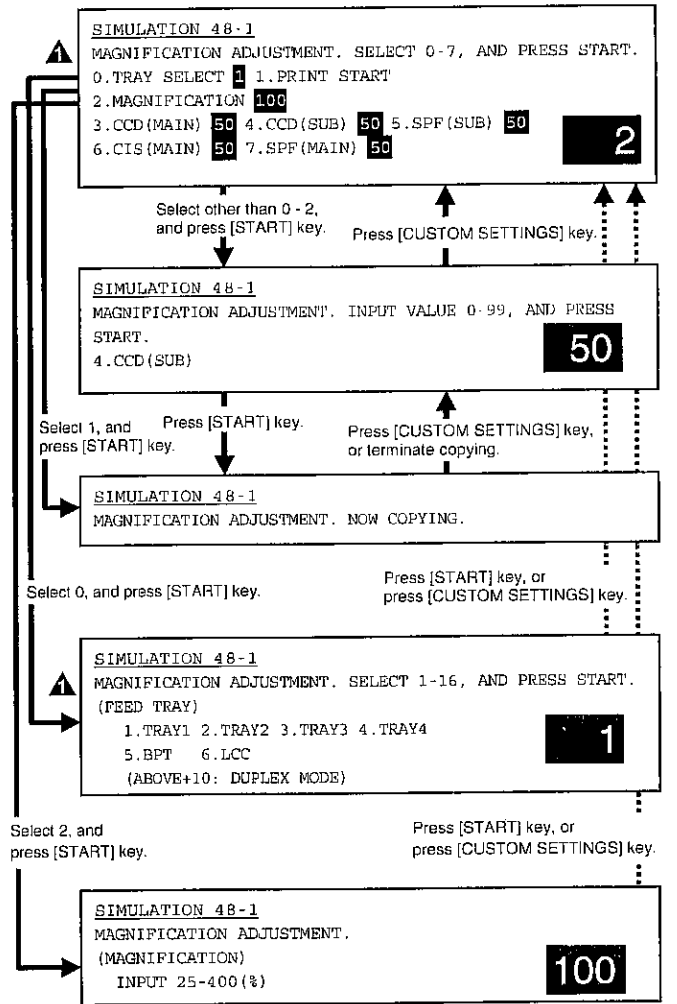 SIMULATION 48-1
1
MAGNIFICATION ADJUSTMENT. SELECT 0-7, AND PRESS START.
0.TRAY SELECT 1 1.PRINT START
2.MAGNIFICATION 100
3.CCD(MAIN) 50 4.CCD(SUB) 50 5.SPF(SUB) 50
6.CIS(MAIN) 50 7.SPF(MAIN) 50
2
Select other than 0 - 2,
and press [START] key.
Press [CUSTOM SETTINGS] key.
SIMULATION 48-1
MAGNIFICATION ADJUSTMENT. INPUT VALUE 0-99, AND PRESS
START.
4.CCD(SUB)
50
Select 1, and
press [START] key.
Press [START] key.
Press [CUSTOM SETTINGS] key,
or terminate copying.
SIMULATION 48-1
MAGNIFICATION ADJUSTMENT. NOW COPYING.
Select 0, and press [START] key.
Press [START] key, or
press [CUSTOM SETTINGS] key.
SIMULATION 48-1
1
MAGNIFICATION ADJUSTMENT. SELECT 1-16, AND PRESS START.
(FEED TRAY)
1.TRAY1 2.TRAY2 3.TRAY3 4.TRAY4
5.BPT 6.LCC
(ABOVE+10: DUPLEX MODE)
1
Select 2, and
press [START] key.
Press [START] key, or
press [CUSTOM SETTINGS] key.
SIMULATION 48-1
MAGNIFICATION ADJUSTMENT.
(MAGNIFICATION)
INPUT 25-400(%)
100